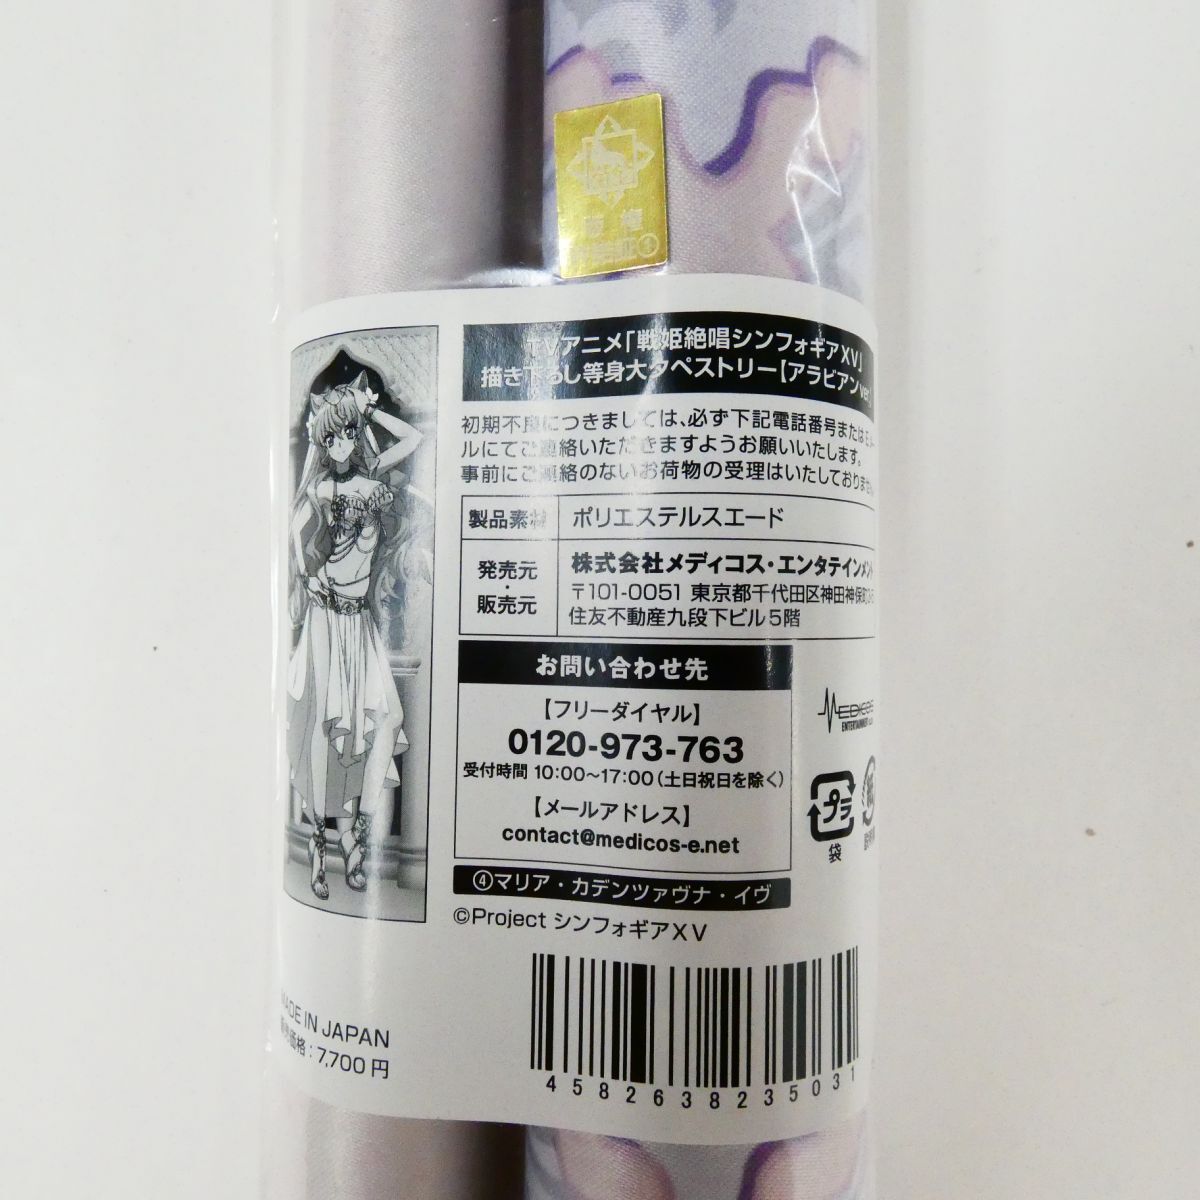 TVアニメ「戦姫絶唱シンフォギアXV」
描き下ろし等身大タペストリー【アラビアンver
初期不良につきましては、必ず下記電話番号または
ルにてご連絡いただきますようお願いいたします。
事前にご連絡のないお荷物の受理はいたしておりません
製品素材 ポリエステルスエード
発売元・販売元
株式会社メディコス・エンタテインメント
〒101-0051 東京都千代田区神田神保町
住友不動産九段下ビル5階
お問い合わせ先
【フリーダイヤル】
0120-973-763
受付時間 10:00〜17:00(土日祝日を除く)
【メールアドレス】
contact@medicos-e.net
④マリア・カデンツァヴナ・イヴ
©Project シンフォギアXV
MEDICOS
ENTERTAINMENT
プラ
袋
紙
MADE IN JAPAN
価格:7,700円
4582638235031